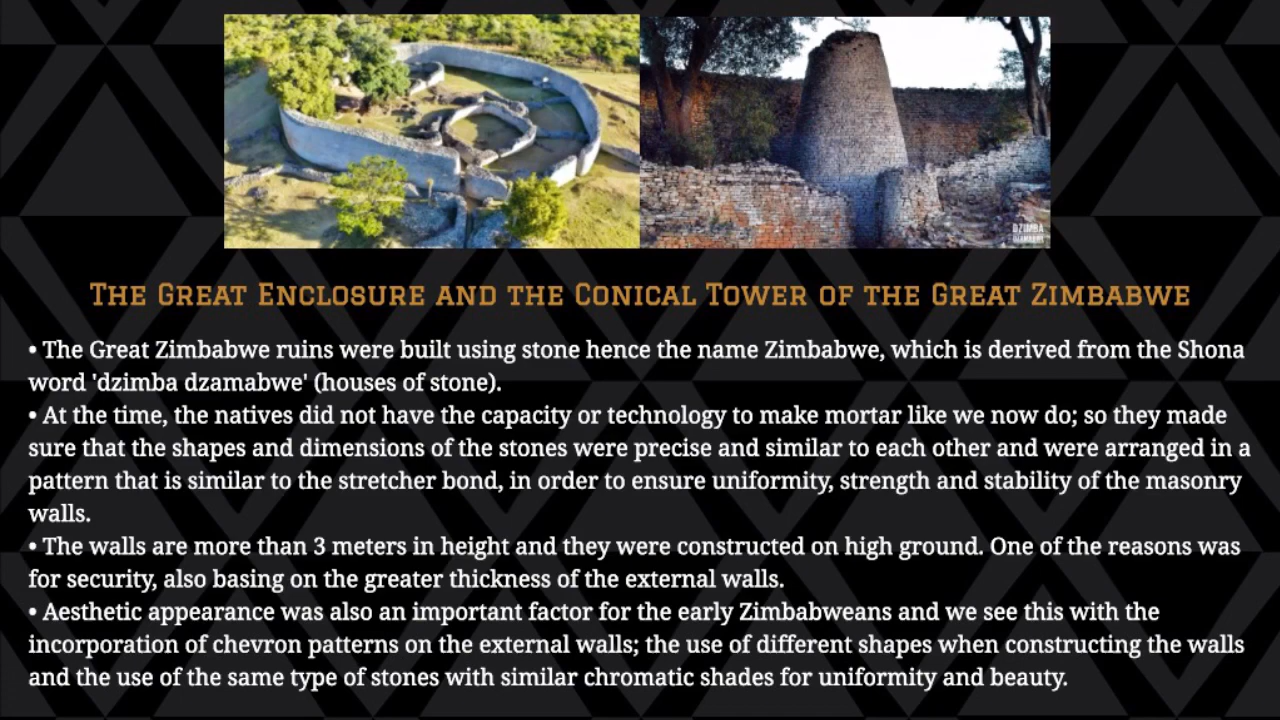 DZIMBA
THE GREAT ENCLOSURE AND THE CONICAL TOWER OF THE GREAT ZIMBABWE
• The Great Zimbabwe ruins were built using stone hence the name Zimbabwe, which is derived from the Shona
word 'dzimba dzamabwe' (houses of stone).
• At the time, the natives did not have the capacity or technology to make mortar like we now do; so they made
sure that the shapes and dimensions of the stones were precise and similar to each other and were arranged in a
pattern that is similar to the stretcher bond, in order to ensure uniformity, strength and stability of the masonry
walls.
• The walls are more than 3 meters in height and they were constructed on high ground. One of the reasons was
for security, also basing on the greater thickness of the external walls.
• Aesthetic appearance was also an important factor for the early Zimbabweans and we see this with the
incorporation of chevron patterns on the external walls; the use of different shapes when constructing the walls
and the use of the same type of stones with similar chromatic shades for uniformity and beauty.